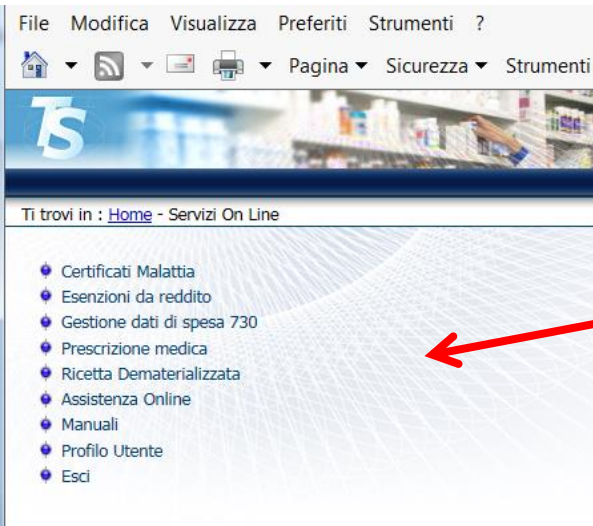 File Modifica Visualizza Preferiti Strumenti ?
Pagina Sicurezza Strumenti
TS
Ti trovi in : Home - Servizi On Line
Certificati Malattia
Esenzioni da reddito
Gestione dati di spesa 730
Prescrizione medica
Ricetta Dematerializzata
Assistenza Online
Manuali
Profilo Utente
Esci